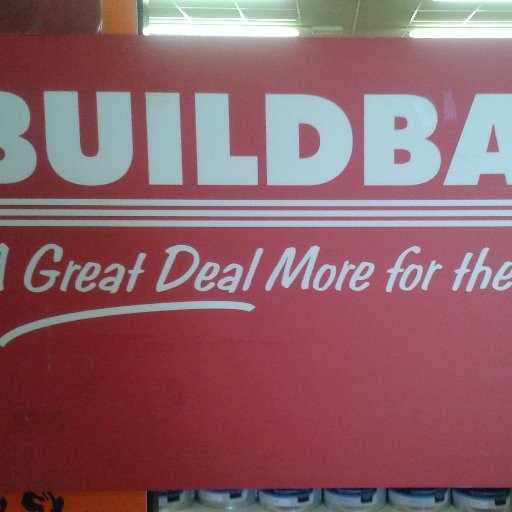 BUILDBA
A Great Deal More for the